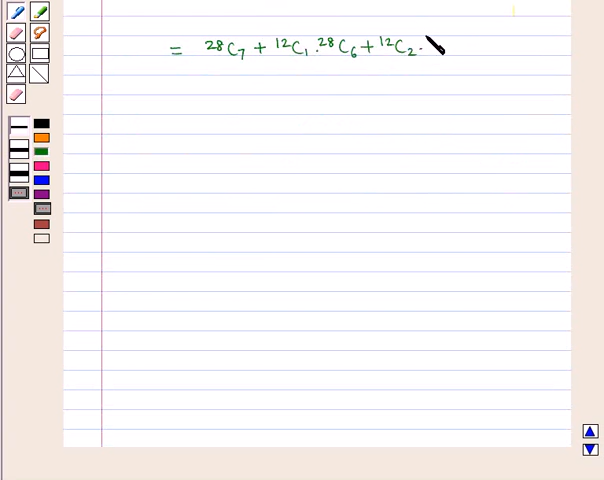 = ²⁸C₇ + ¹²C₁ . ²⁸C₆ + ¹²C₂ .